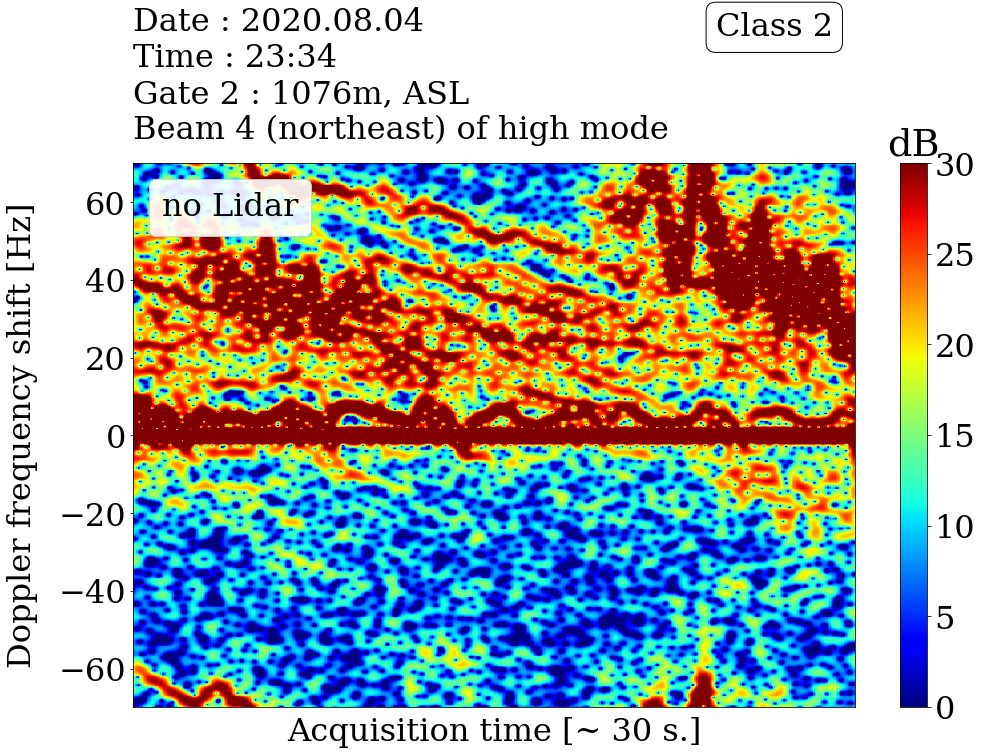 Date : 2020.08.04
Time : 23:34
Gate 2 : 1076m, ASL
Beam 4 (northeast) of high mode
Class 2
dB
no Lidar
Doppler frequency shift [Hz]
60
40
20
0
−20
−40
−60
30
25
20
15
10
5
0
Acquisition time [~ 30 s.]